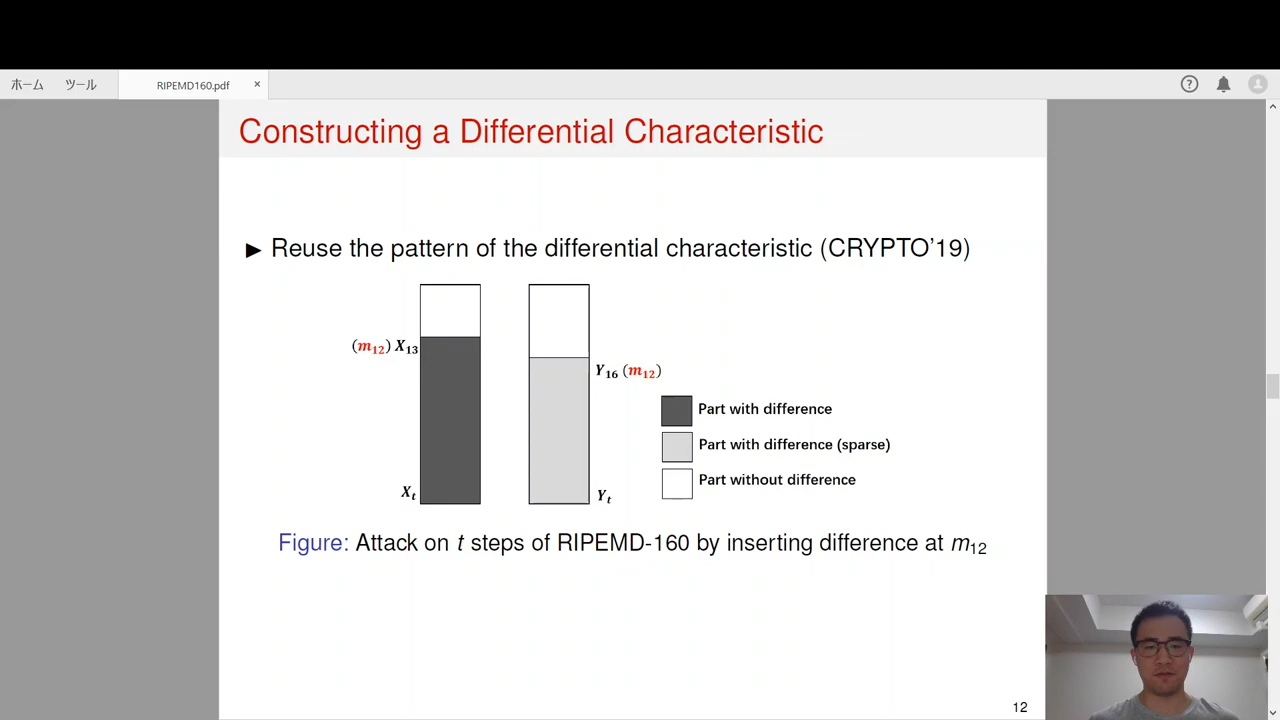 ホーム ツール RIPEMD160.pdf ×
Constructing a Differential Characteristic
▶ Reuse the pattern of the differential characteristic (CRYPTO'19)
(m12) X13
Y16 (m12)
Part with difference
Part with difference (sparse)
Part without difference
Xt
Yt
Figure: Attack on t steps of RIPEMD-160 by inserting difference at m12
12